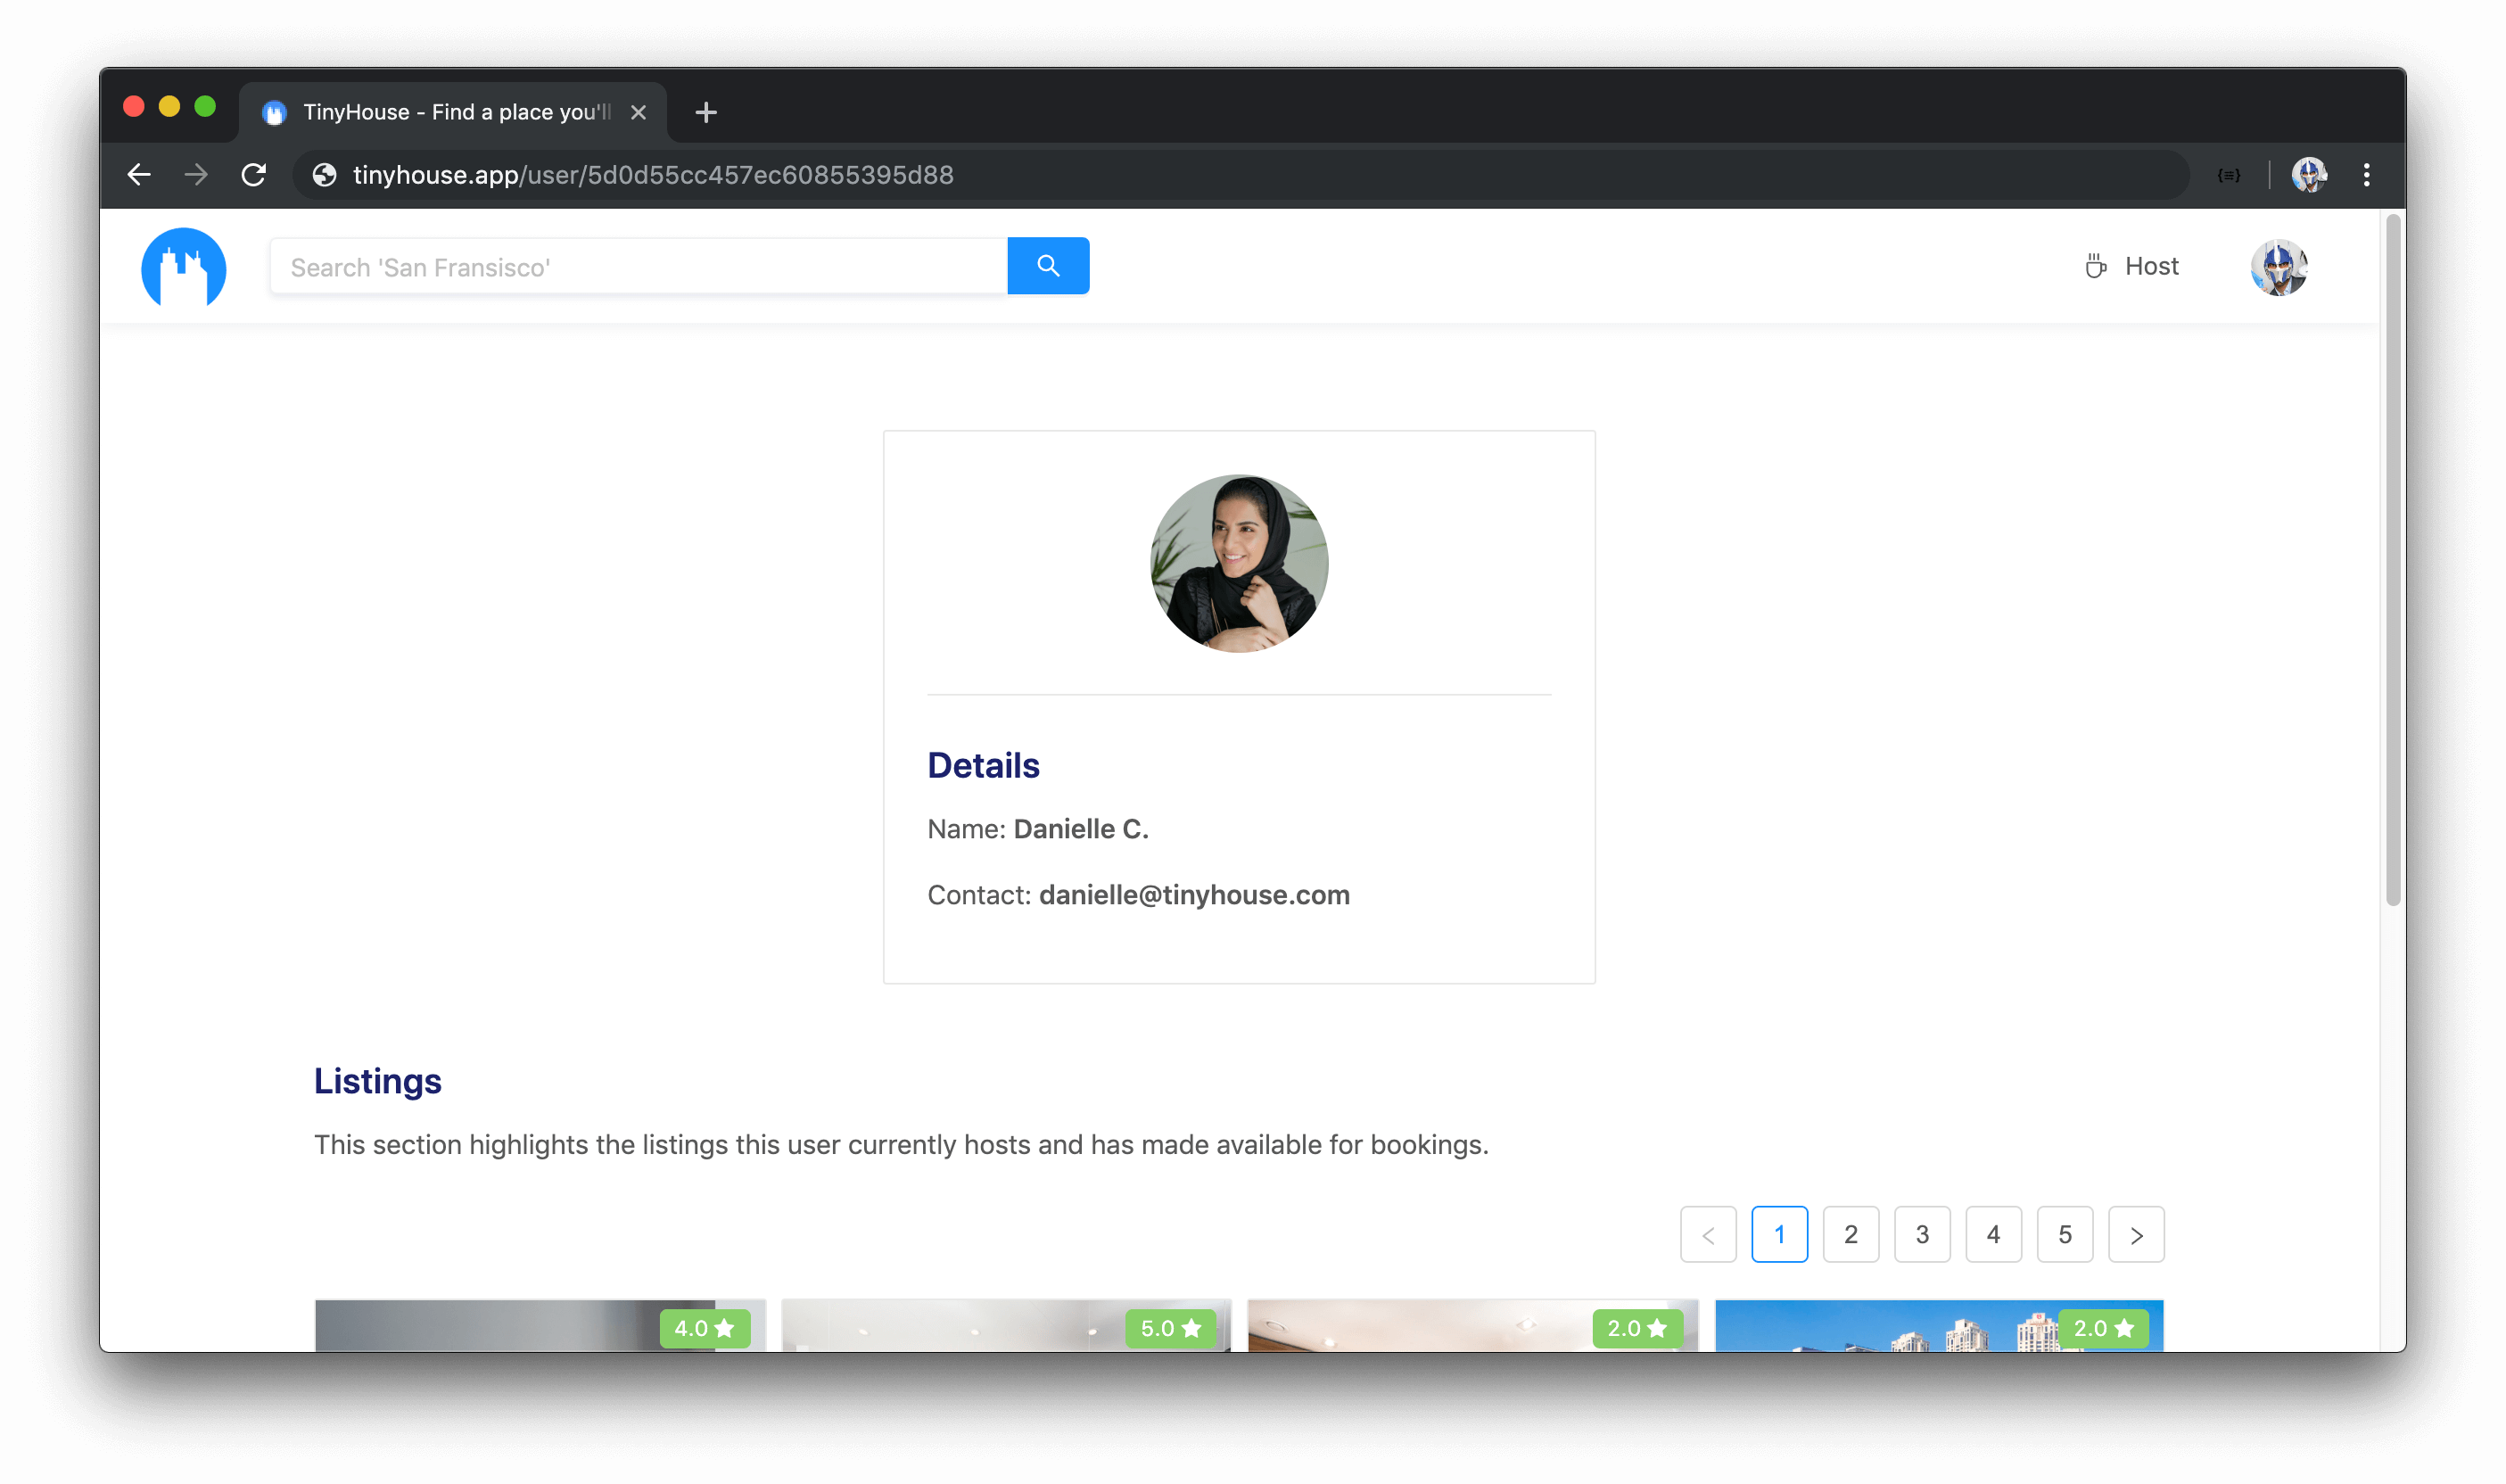 TinyHouse - Find a place you'll
tinyhouse.app/user/5d0d55cc457ec60855395d88
Search 'San Fransisco'
Host
Details
Name: Danielle C.
Contact: danielle@tinyhouse.com
Listings
This section highlights the listings this user currently hosts and has made available for bookings.
< 1 2 3 4 5 >
4.0 ★ 5.0 ★ 2.0 ★ 2.0 ★